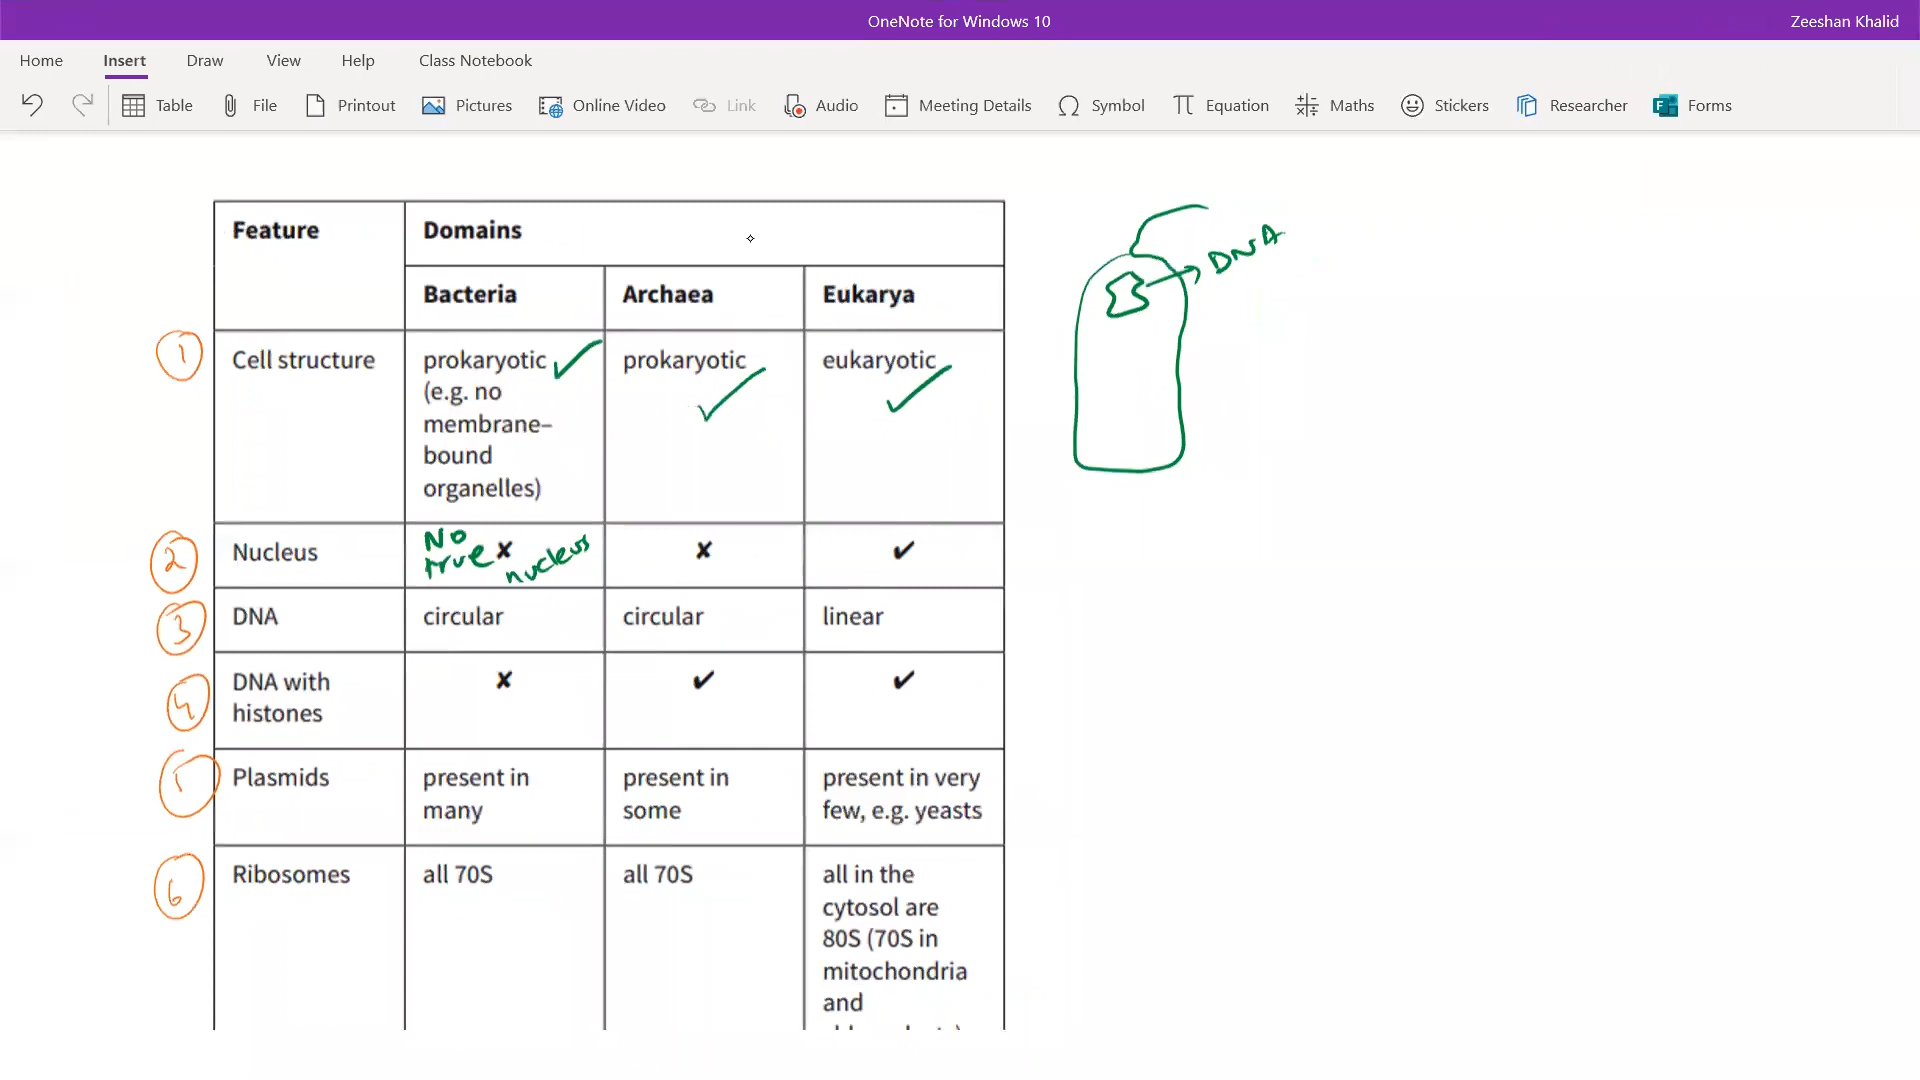 OneNote for Windows 10
Zeeshan Khalid
Home Insert Draw View Help Class Notebook
Table File Printout Pictures Online Video Link Audio Meeting Details Symbol Equation Maths Stickers Researcher Forms
Feature Domains
Bacteria Archaea Eukarya
DNA
1 Cell structure
prokaryotic
(e.g. no
membrane–
bound
organelles)
prokaryotic
eukaryotic
2 Nucleus
No
true ✘ nucleus
✘ ✔
3 DNA circular circular linear
4 DNA with
histones
✘ ✔ ✔
Plasmids
present in
many
present in
some
present in very
few, e.g. yeasts
6 Ribosomes
all 70S
all 70S
all in the
cytosol are
80S (70S in
mitochondria
and